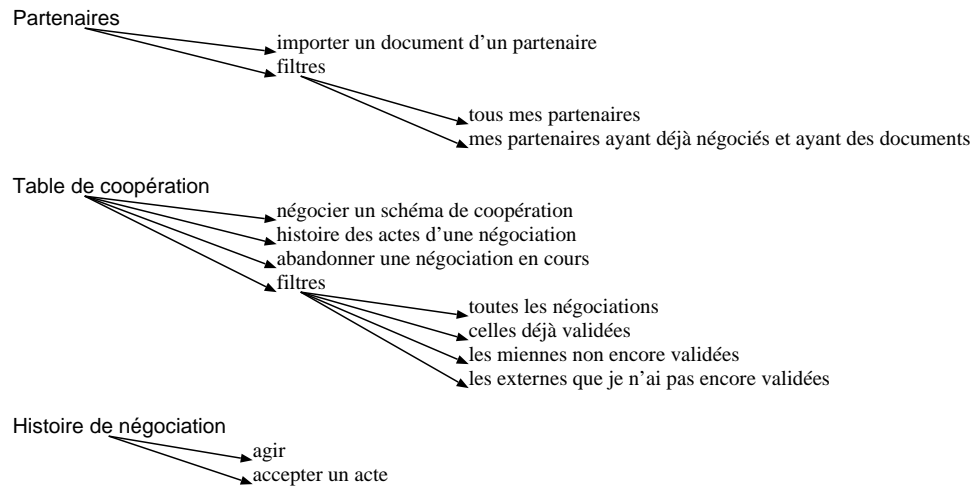 Partenaires
importer un document d'un partenaire
filtres
tous mes partenaires
mes partenaires ayant déjà négociés et ayant des documents
Table de coopération
négocier un schéma de coopération
histoire des actes d'une négociation
abandonner une négociation en cours
filtres
toutes les négociations
celles déjà validées
les miennes non encore validées
les externes que je n'ai pas encore validées
Histoire de négociation
agir
accepter un acte